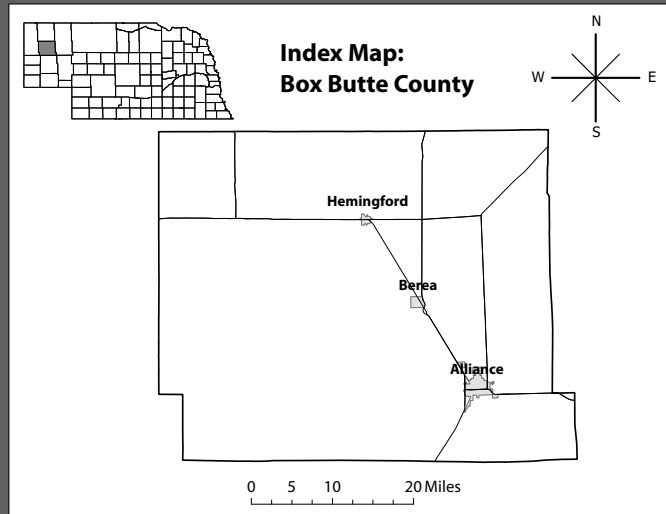 Index Map:
Box Butte County
N
W
E
S
Hemingford
Berea
Alliance
0 5 10 20 Miles